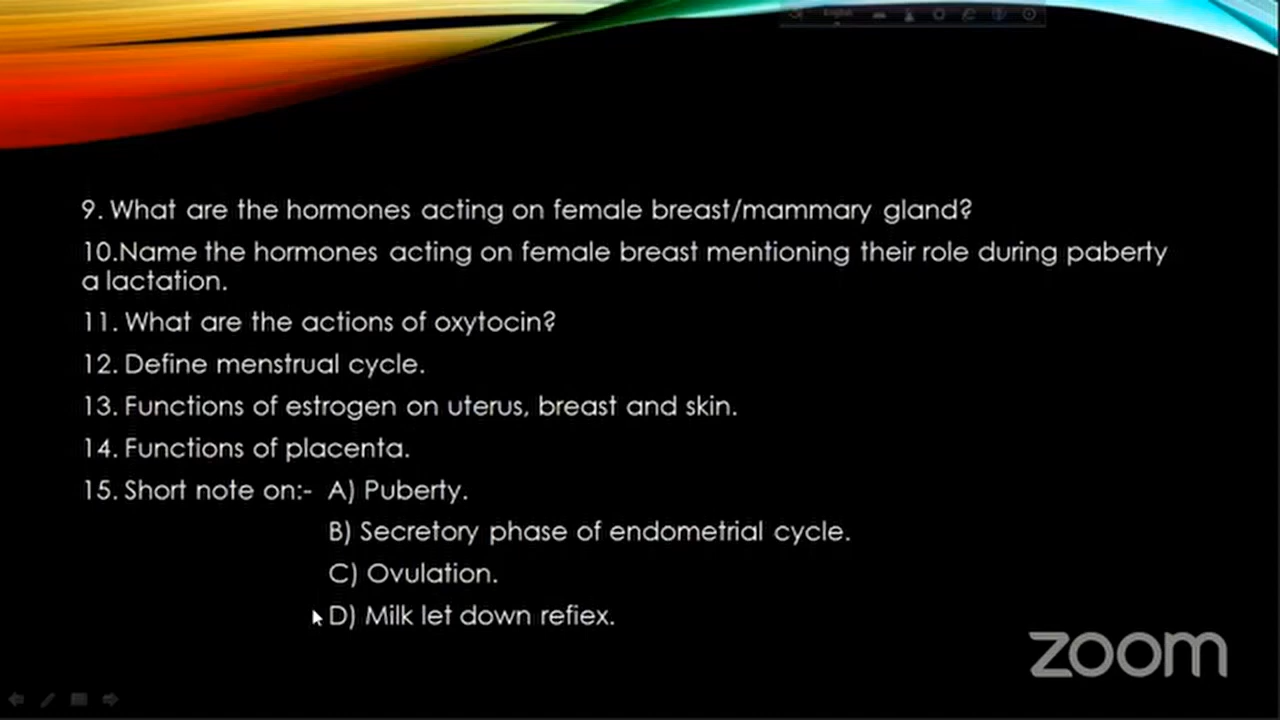 English
9. What are the hormones acting on female breast/mammary gland?
10.Name the hormones acting on female breast mentioning their role during paberty
a lactation.
11. What are the actions of oxytocin?
12. Define menstrual cycle.
13. Functions of estrogen on uterus, breast and skin.
14. Functions of placenta.
15. Short note on:- A) Puberty.
B) Secretory phase of endometrial cycle.
C) Ovulation.
D) Milk let down refiex.
zoom